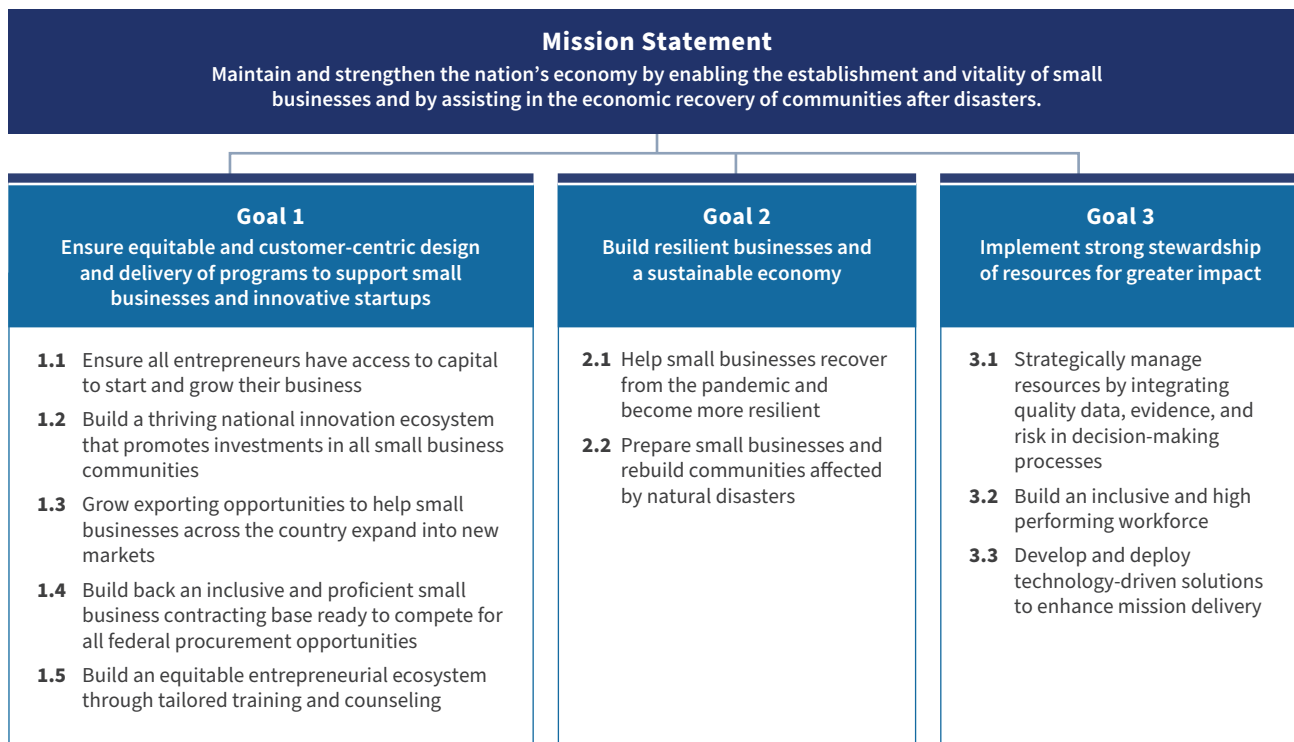 Mission Statement
Maintain and strengthen the nation’s economy by enabling the establishment and vitality of small
businesses and by assisting in the economic recovery of communities after disasters.
Goal 1
Ensure equitable and customer-centric design
and delivery of programs to support small
businesses and innovative startups
1.1 Ensure all entrepreneurs have access to capital
to start and grow their business
1.2 Build a thriving national innovation ecosystem
that promotes investments in all small business
communities
1.3 Grow exporting opportunities to help small
businesses across the country expand into new
markets
1.4 Build back an inclusive and proficient small
business contracting base ready to compete for
all federal procurement opportunities
1.5 Build an equitable entrepreneurial ecosystem
through tailored training and counseling
Goal 2
Build resilient businesses and
a sustainable economy
2.1 Help small businesses recover
from the pandemic and
become more resilient
2.2 Prepare small businesses and
rebuild communities affected
by natural disasters
Goal 3
Implement strong stewardship
of resources for greater impact
3.1 Strategically manage
resources by integrating
quality data, evidence, and
risk in decision-making
processes
3.2 Build an inclusive and high
performing workforce
3.3 Develop and deploy
technology-driven solutions
to enhance mission delivery